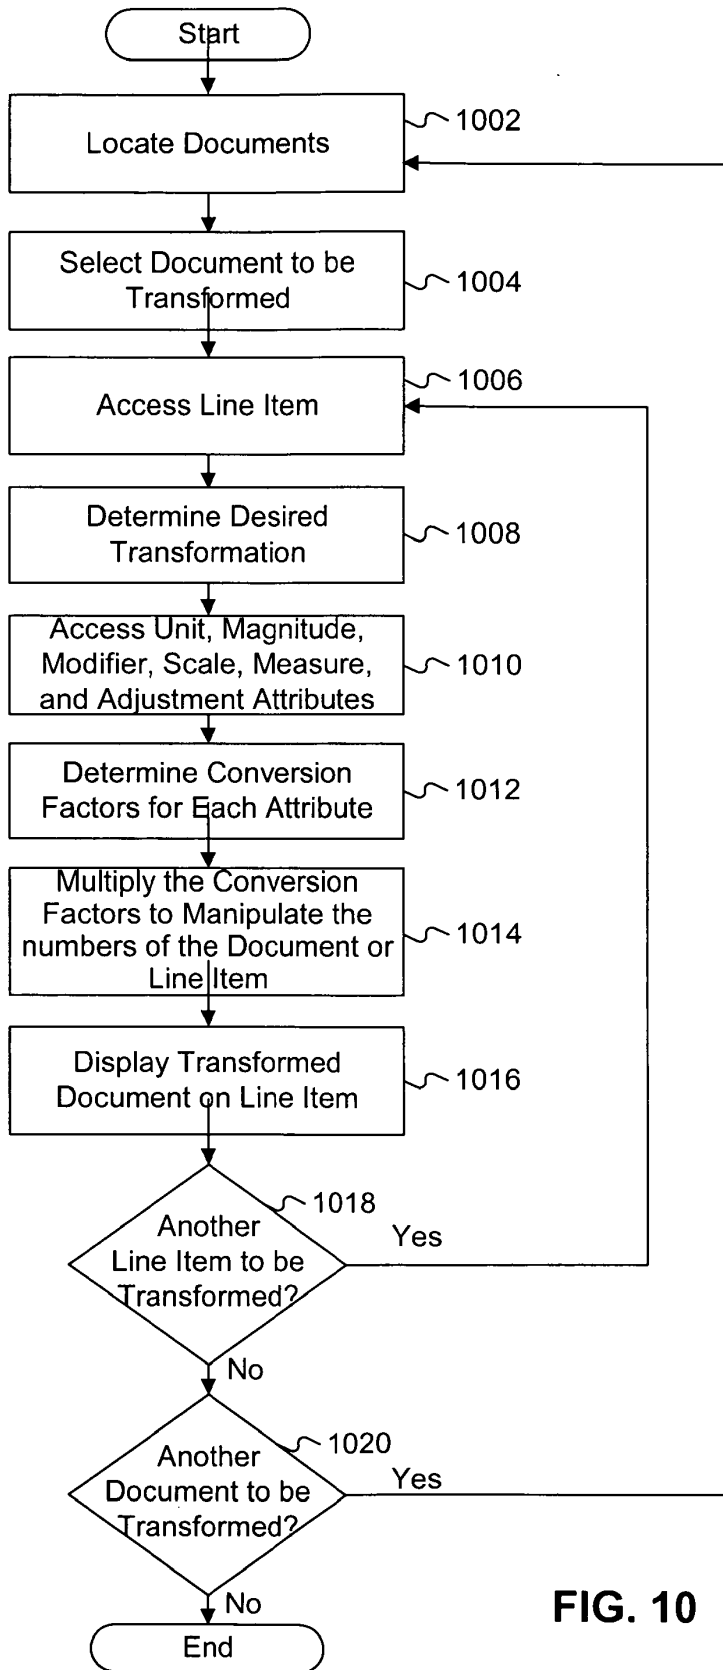 Start
Locate Documents
1002
Select Document to be
Transformed
1004
Access Line Item
1006
Determine Desired
Transformation
1008
Access Unit, Magnitude,
Modifier, Scale, Measure,
and Adjustment Attributes
1010
Determine Conversion
Factors for Each Attribute
1012
Multiply the Conversion
Factors to Manipulate the
numbers of the Document or
Line Item
1014
Display Transformed
Document on Line Item
1016
Another
Line Item to be
Transformed?
1018
Yes
No
Another
Document to be
Transformed?
1020
Yes
No
End
FIG. 10